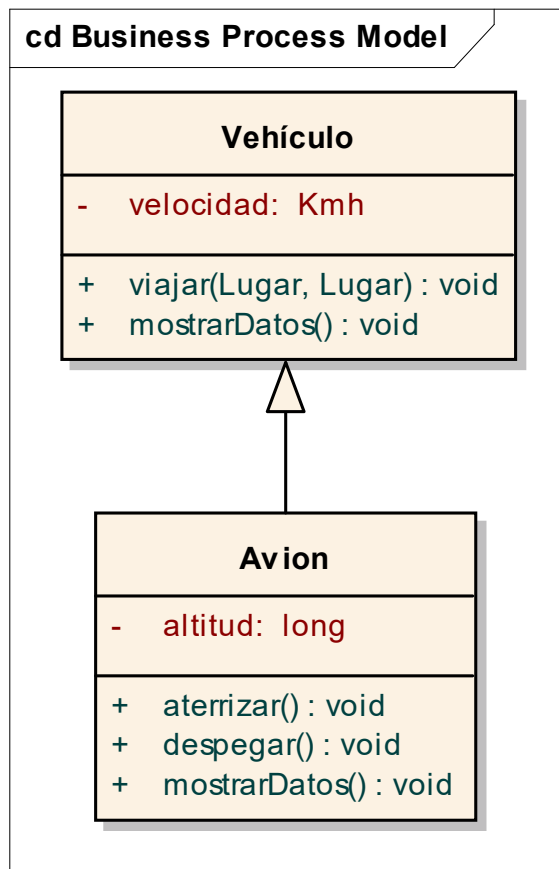 cd Business Process Model
Vehículo
- velocidad: Kmh
+ viajar(Lugar, Lugar) : void
+ mostrarDatos() : void
Avion
- altitud: long
+ aterrizar() : void
+ despegar() : void
+ mostrarDatos() : void